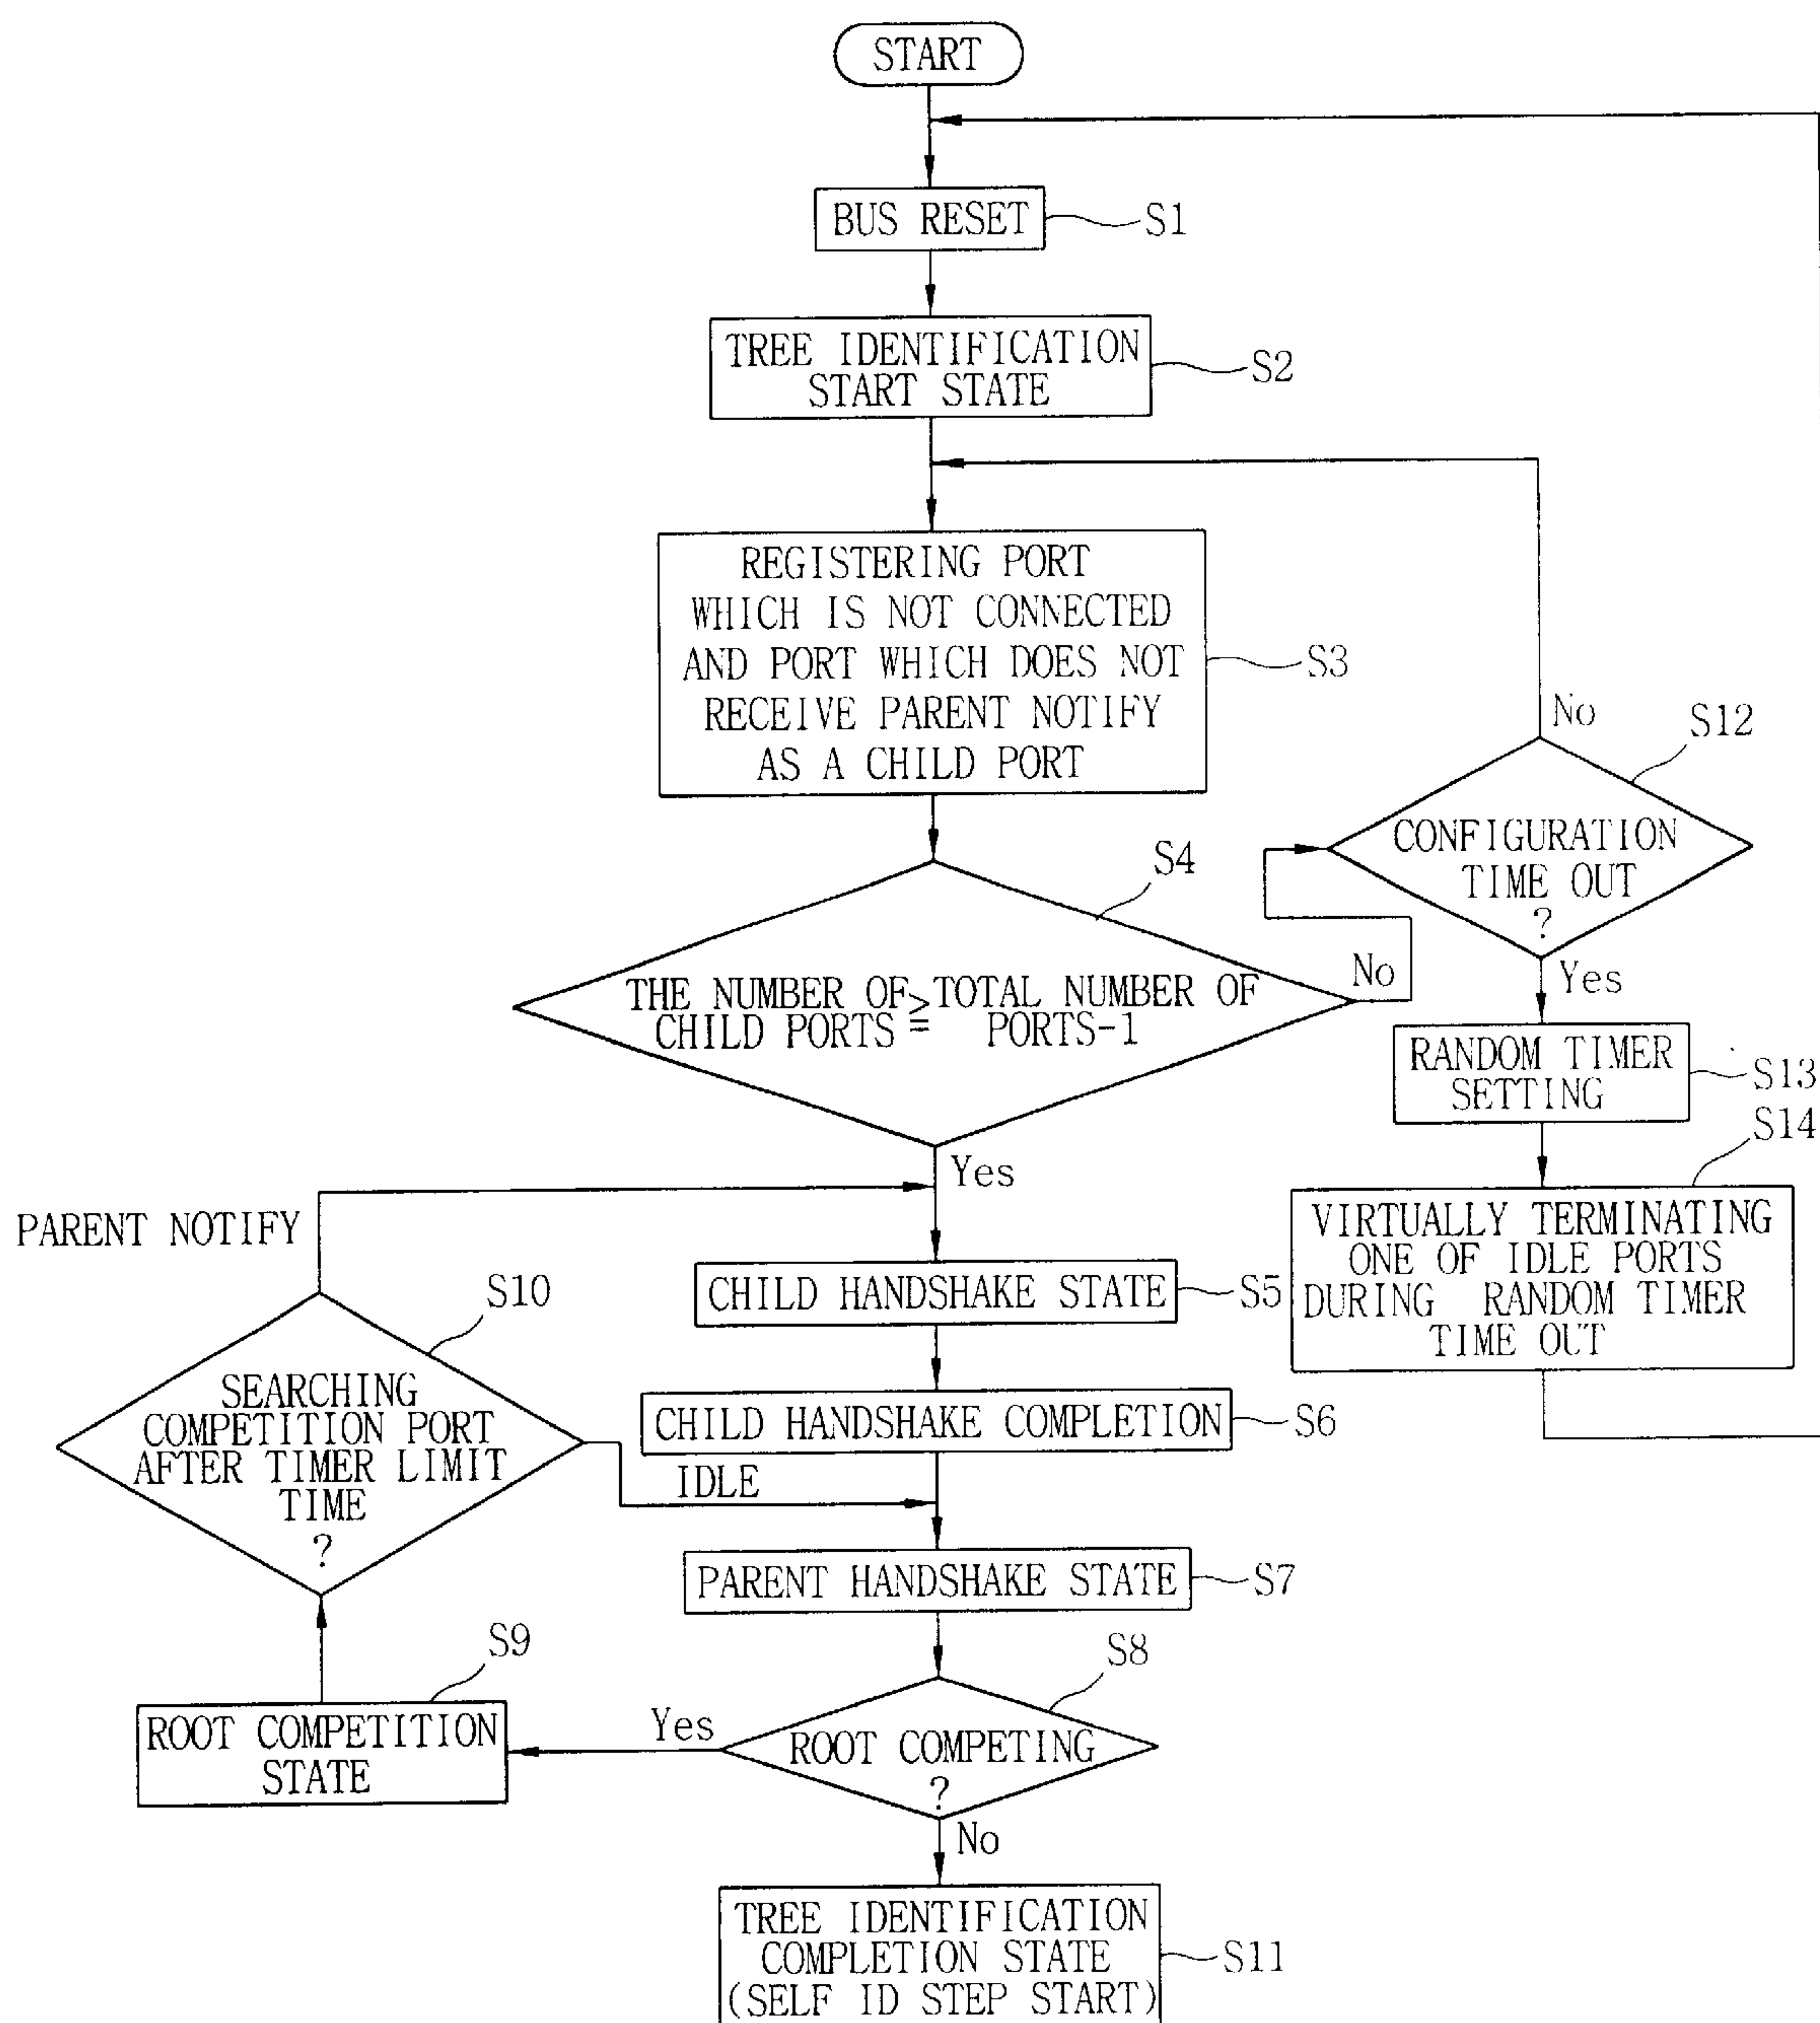 START
BUS RESET
S1
TREE IDENTIFICATION
START STATE
S2
REGISTERING PORT
WHICH IS NOT CONNECTED
AND PORT WHICH DOES NOT
RECEIVE PARENT NOTIFY
AS A CHILD PORT
S3
No
S12
CONFIGURATION
TIME OUT
?
S4
THE NUMBER OF
CHILD PORTS
≧
TOTAL NUMBER OF
PORTS-1
No
Yes
RANDOM TIMER
SETTING
S13
S14
VIRTUALLY TERMINATING
ONE OF IDLE PORTS
DURING RANDOM TIMER
TIME OUT
Yes
PARENT NOTIFY
CHILD HANDSHAKE STATE
S5
S10
SEARCHING
COMPETITION PORT
AFTER TIMER LIMIT
TIME
?
CHILD HANDSHAKE COMPLETION
S6
IDLE
PARENT HANDSHAKE STATE
S7
S8
S9
ROOT COMPETITION
STATE
Yes
ROOT COMPETING
?
No
TREE IDENTIFICATION
COMPLETION STATE
(SELF ID STEP START)
S11